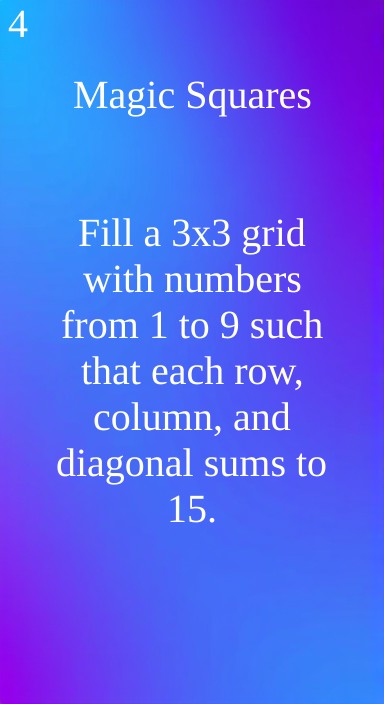 4
Magic Squares
Fill a 3x3 grid
with numbers
from 1 to 9 such
that each row,
column, and
diagonal sums to
15.